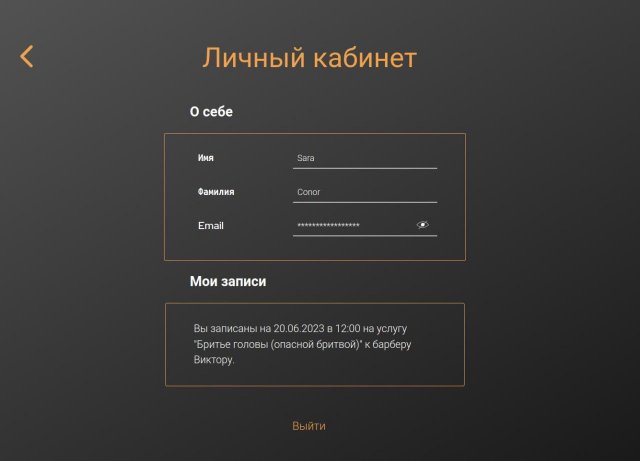 Личный кабинет
О себе
Имя
Sara
Фамилия
Conor
Email
*****************
Мои записи
Вы записаны на 20.06.2023 в 12:00 на услугу
"Бритье головы (опасной бритвой)" к барберу
Виктору.
Выйти